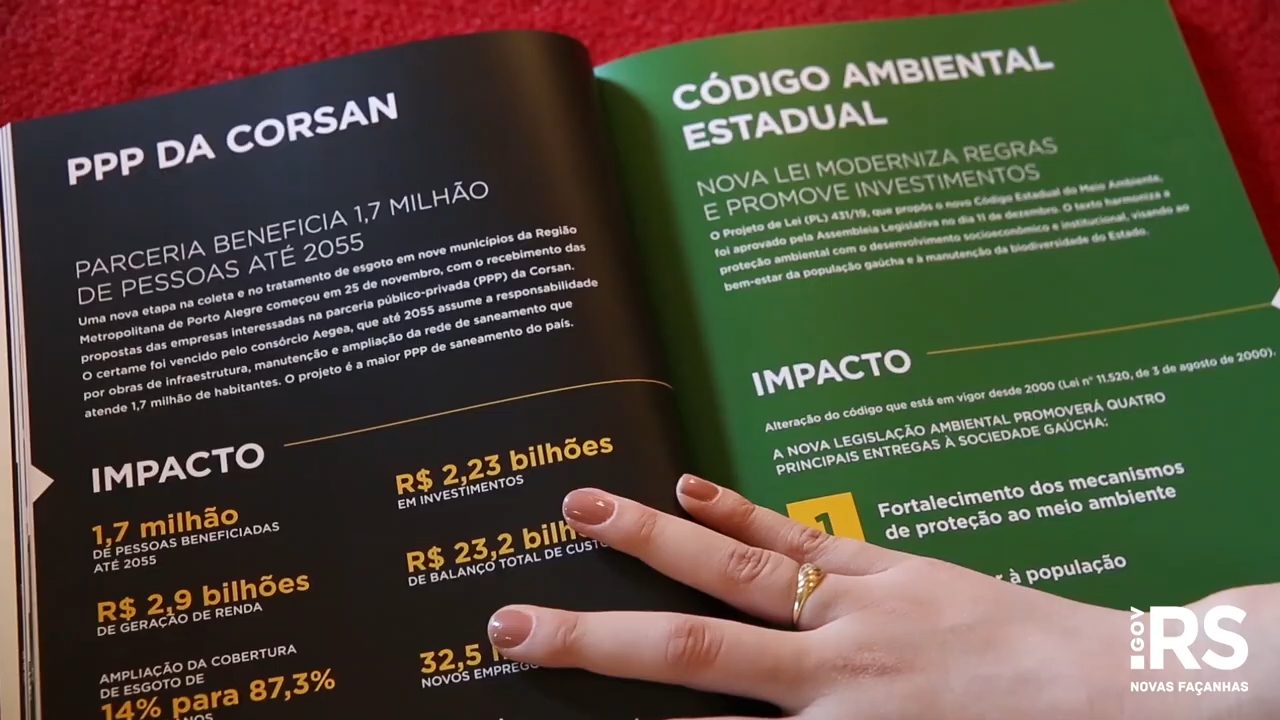 PPP DA CORSAN
PARCERIA BENEFICIA 1,7 MILHÃO
DE PESSOAS ATÉ 2055
Uma nova etapa na coleta e no tratamento de esgoto em nove municípios da Região
Metropolitana de Porto Alegre começou em 25 de novembro, com o recebimento das
propostas das empresas interessadas na parceria público-privada (PPP) da Corsan.
O certame foi vencido pelo consórcio Aegea, que até 2055 assume a responsabilidade
por obras de infraestrutura, manutenção e ampliação da rede de saneamento que
atende 1,7 milhão de habitantes. O projeto é a maior PPP de saneamento do país.
IMPACTO
1,7 milhão
DE PESSOAS BENEFICIADAS
ATÉ 2055
R$ 2,9 bilhões
DE GERAÇÃO DE RENDA
AMPLIAÇÃO DA COBERTURA
DE ESGOTO DE
14% para 87,3%
R$ 2,23 bilhões
EM INVESTIMENTOS
R$ 23,2
DE BALANÇO TOTAL DE
32,5
NOVOS
CÓDIGO AMBIENTAL
ESTADUAL
NOVA LEI MODERNIZA REGRAS
E PROMOVE INVESTIMENTOS
O Projeto de Lei (PL) 431/19, que propôs o novo Código Estadual do Meio Ambiente,
foi aprovado pela Assembleia Legislativa no dia 11 de dezembro. O texto harmoniza a
proteção ambiental com o desenvolvimento socioeconômico e institucional, visando ao
bem-estar da população gaúcha e à manutenção da biodiversidade do Estado.
IMPACTO
Alteração do código que está em vigor desde 2000 (Lei nº 11.520, de 3 de agosto de 2000).
A NOVA LEGISLAÇÃO AMBIENTAL PROMOVERÁ QUATRO
PRINCIPAIS ENTREGAS À SOCIEDADE GAÚCHA:
1
Fortalecimento dos mecanismos
de proteção ao meio ambiente
à população
.GOV
RS
NOVAS FAÇANHAS